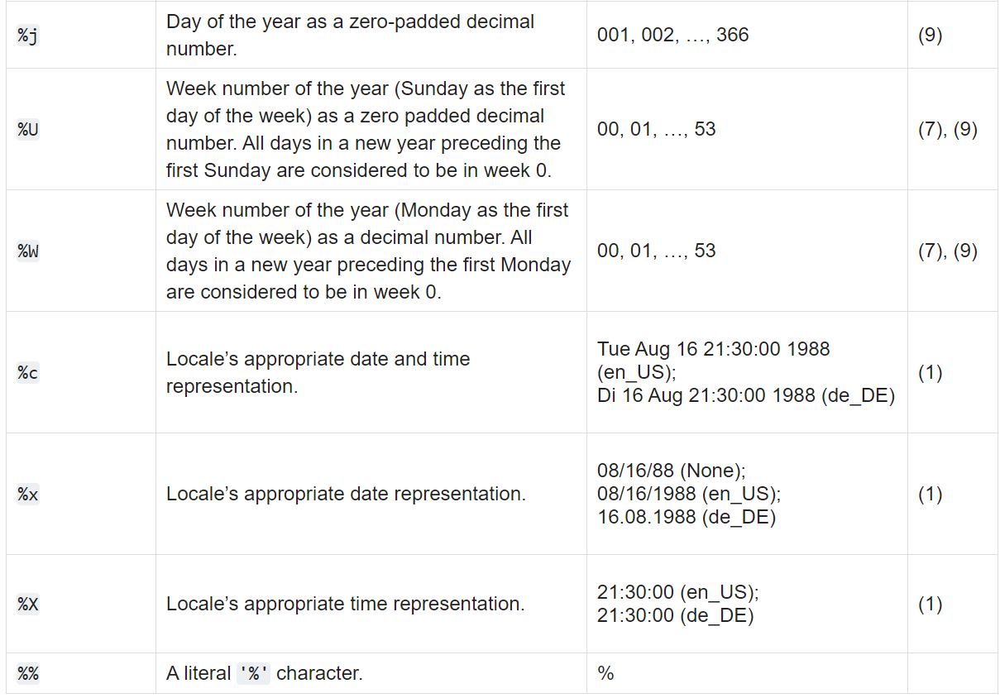 %j
Day of the year as a zero-padded decimal
number.
001, 002, …, 366
(9)
%U
Week number of the year (Sunday as the first
day of the week) as a zero padded decimal
number. All days in a new year preceding the
first Sunday are considered to be in week 0.
00, 01, …, 53
(7), (9)
%W
Week number of the year (Monday as the first
day of the week) as a decimal number. All
days in a new year preceding the first Monday
are considered to be in week 0.
00, 01, …, 53
(7), (9)
%c
Locale’s appropriate date and time
representation.
Tue Aug 16 21:30:00 1988
(en_US);
Di 16 Aug 21:30:00 1988 (de_DE)
(1)
%x
Locale’s appropriate date representation.
08/16/88 (None);
08/16/1988 (en_US);
16.08.1988 (de_DE)
(1)
%X
Locale’s appropriate time representation.
21:30:00 (en_US);
21:30:00 (de_DE)
(1)
%%
A literal '%' character.
%